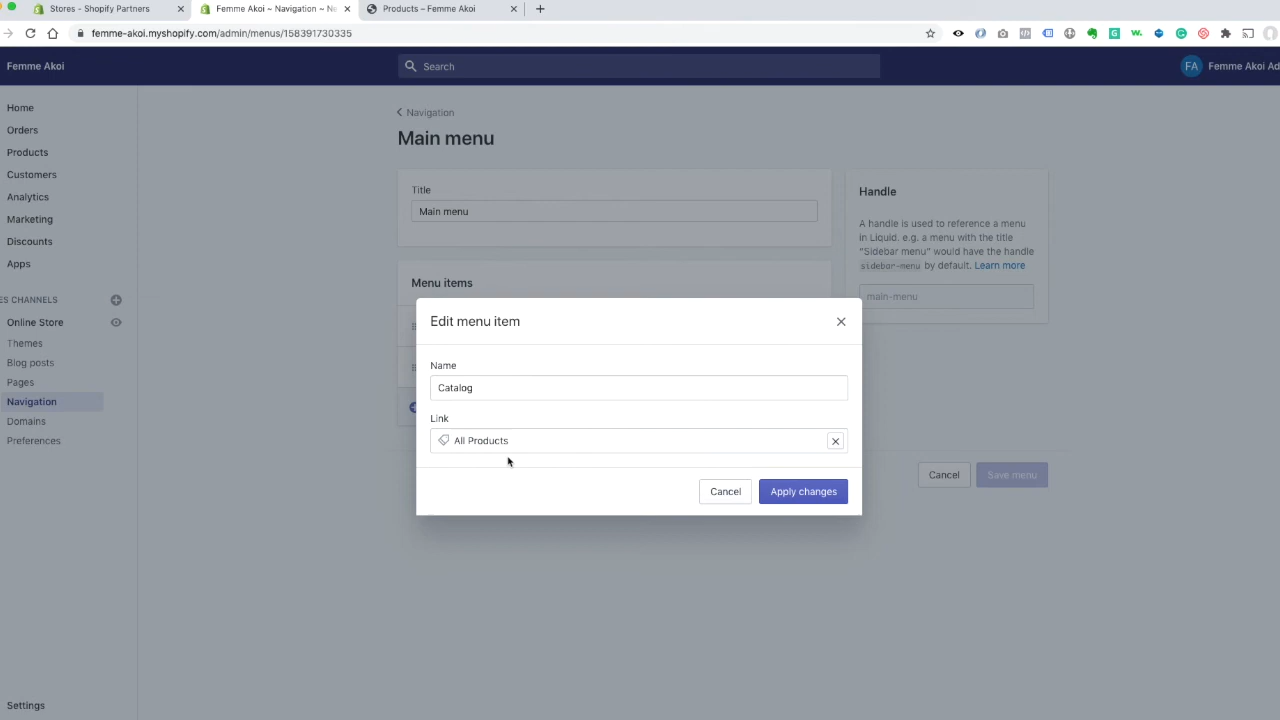 Stores - Shopify Partners
Femme Akoi ~ Navigation ~ Ne
Products – Femme Akoi
femme-akoi.myshopify.com/admin/menus/158391730335
Femme Akoi
Search
FA
Femme Akoi Ad
Home
Orders
Products
Customers
Analytics
Marketing
Discounts
Apps
ES CHANNELS
Online Store
Themes
Blog posts
Pages
Navigation
Domains
Preferences
Settings
Navigation
Main menu
Title
Main menu
Menu items
Handle
A handle is used to reference a menu
in Liquid. e.g. a menu with the title
“Sidebar menu” would have the handle
sidebar-menu by default. Learn more
main-menu
Edit menu item
Name
Catalog
Link
All Products
Cancel
Apply changes
Cancel
Save menu